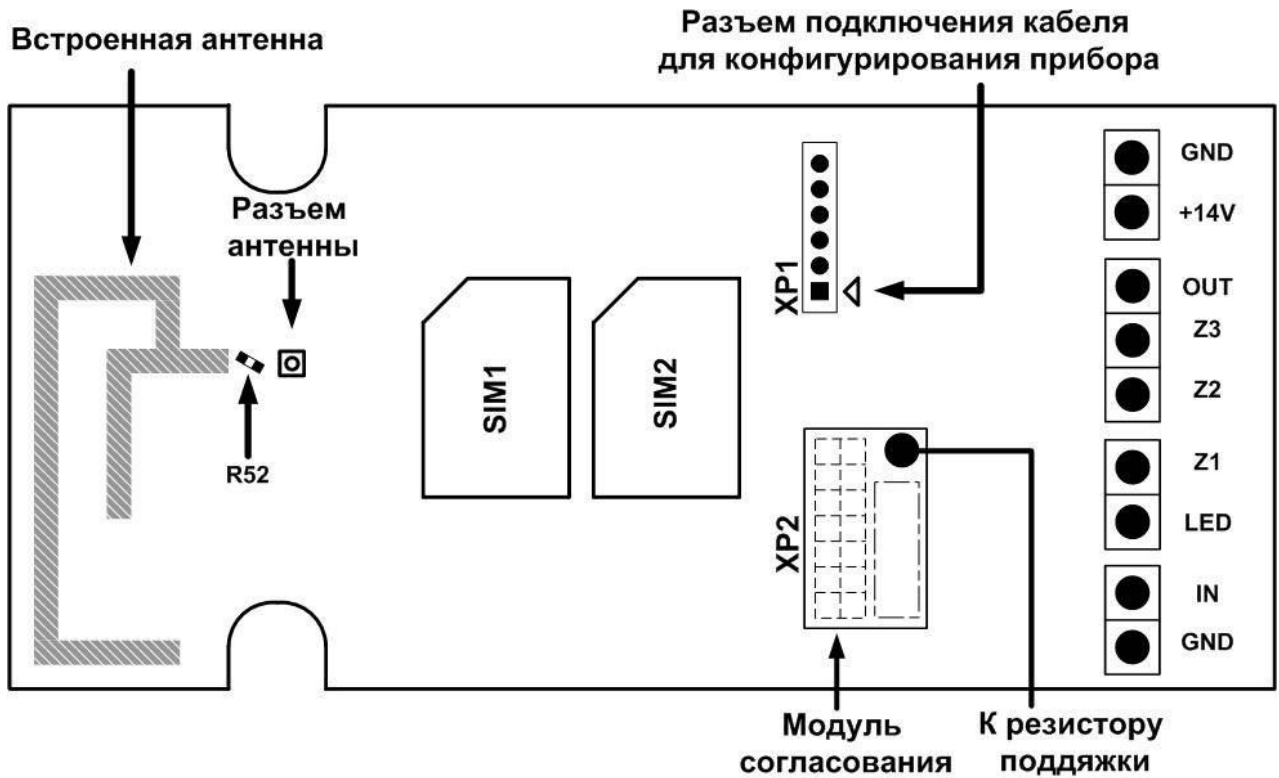 Встроенная антенна
Разъем подключения кабеля
для конфигурирования прибора
Разъем
антенны
R52
SIM1
SIM2
XP1
XP2
GND
+14V
OUT
Z3
Z2
Z1
LED
IN
GND
Модуль
согласования
К резистору
поддяжки